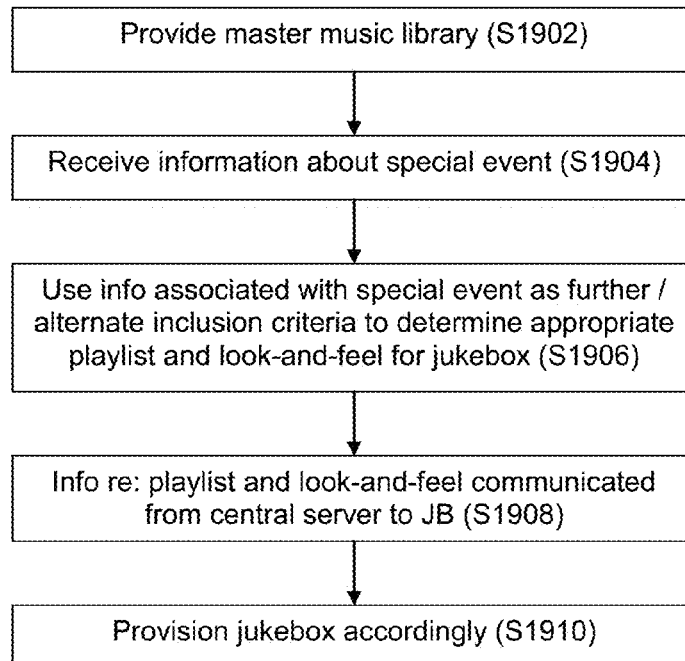 Provide master music library (S1902)
Receive information about special event (S1904)
Use info associated with special event as further /
alternate inclusion criteria to determine appropriate
playlist and look-and-feel for jukebox (S1906)
Info re: playlist and look-and-feel communicated
from central server to JB (S1908)
Provision jukebox accordingly (S1910)